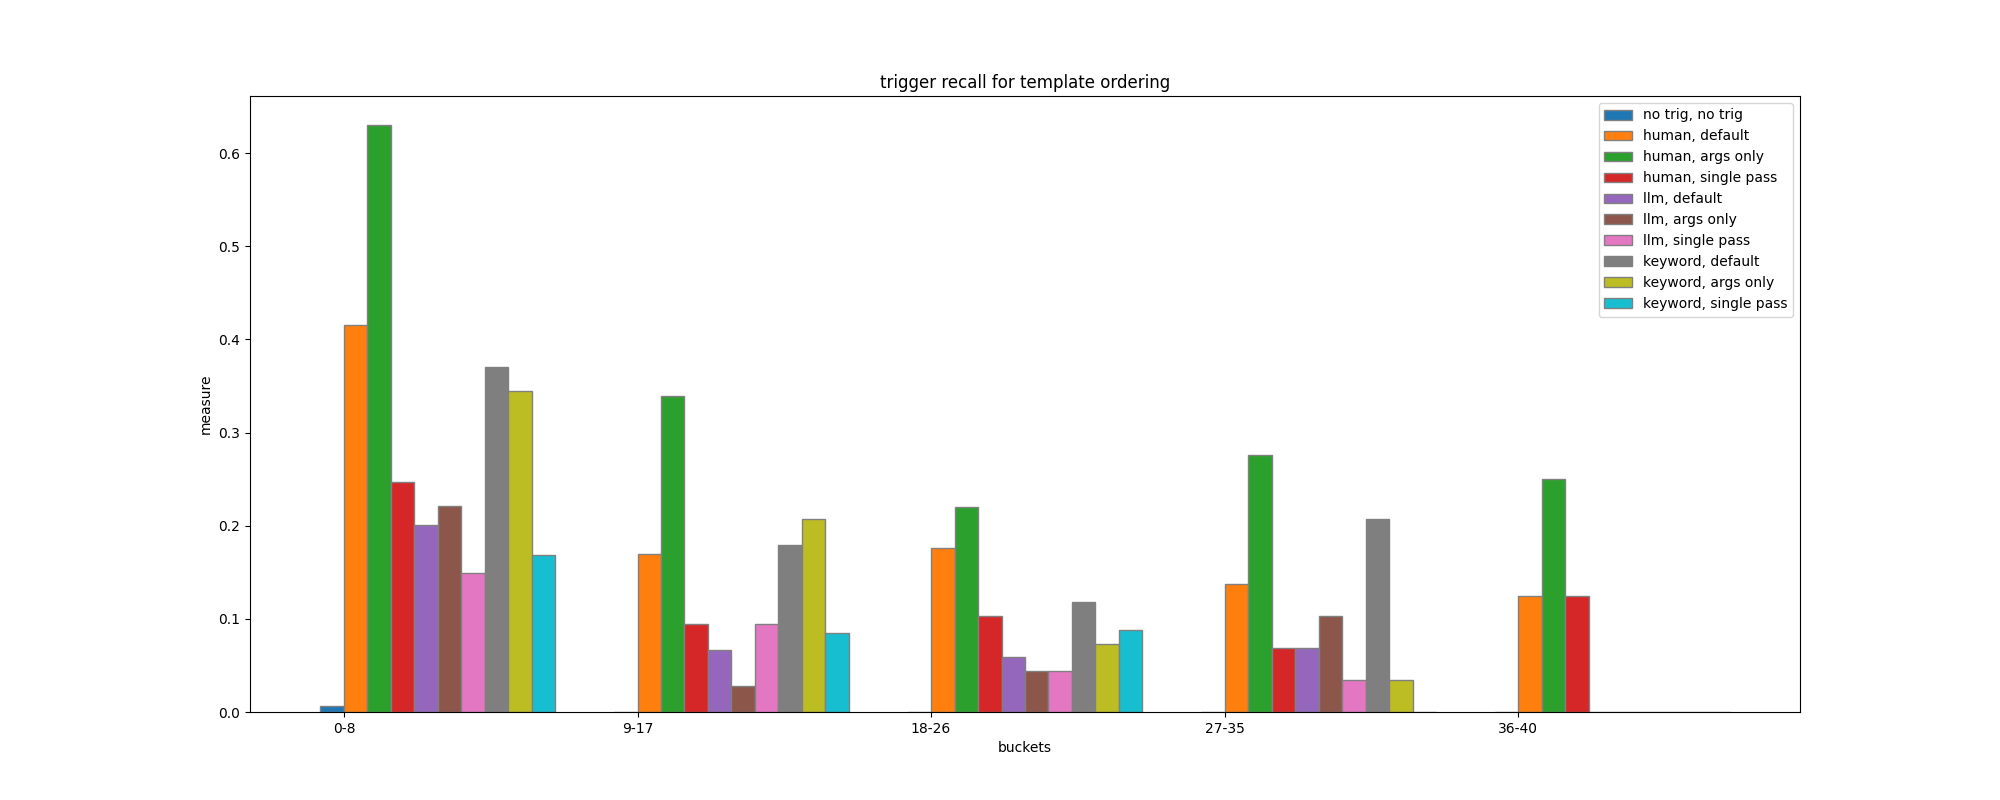 trigger recall for template ordering
no trig, no trig
human, default
human, args only
human, single pass
llm, default
llm, args only
llm, single pass
keyword, default
keyword, args only
keyword, single pass
measure
0.6
0.5
0.4
0.3
0.2
0.1
0.0
0-8 9-17 18-26 27-35 36-40
buckets